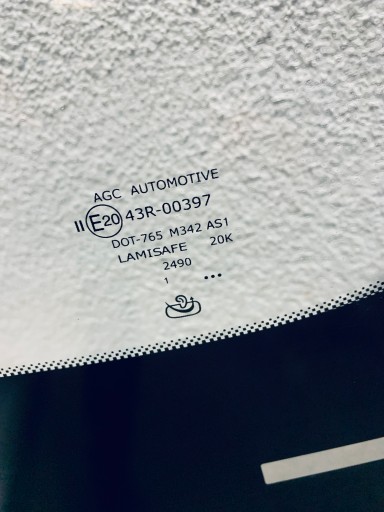 AGC AUTOMOTIVE
II E20 43R-00397
DOT-765 M342 AS1
LAMISAFE 20K
2490
1 ...